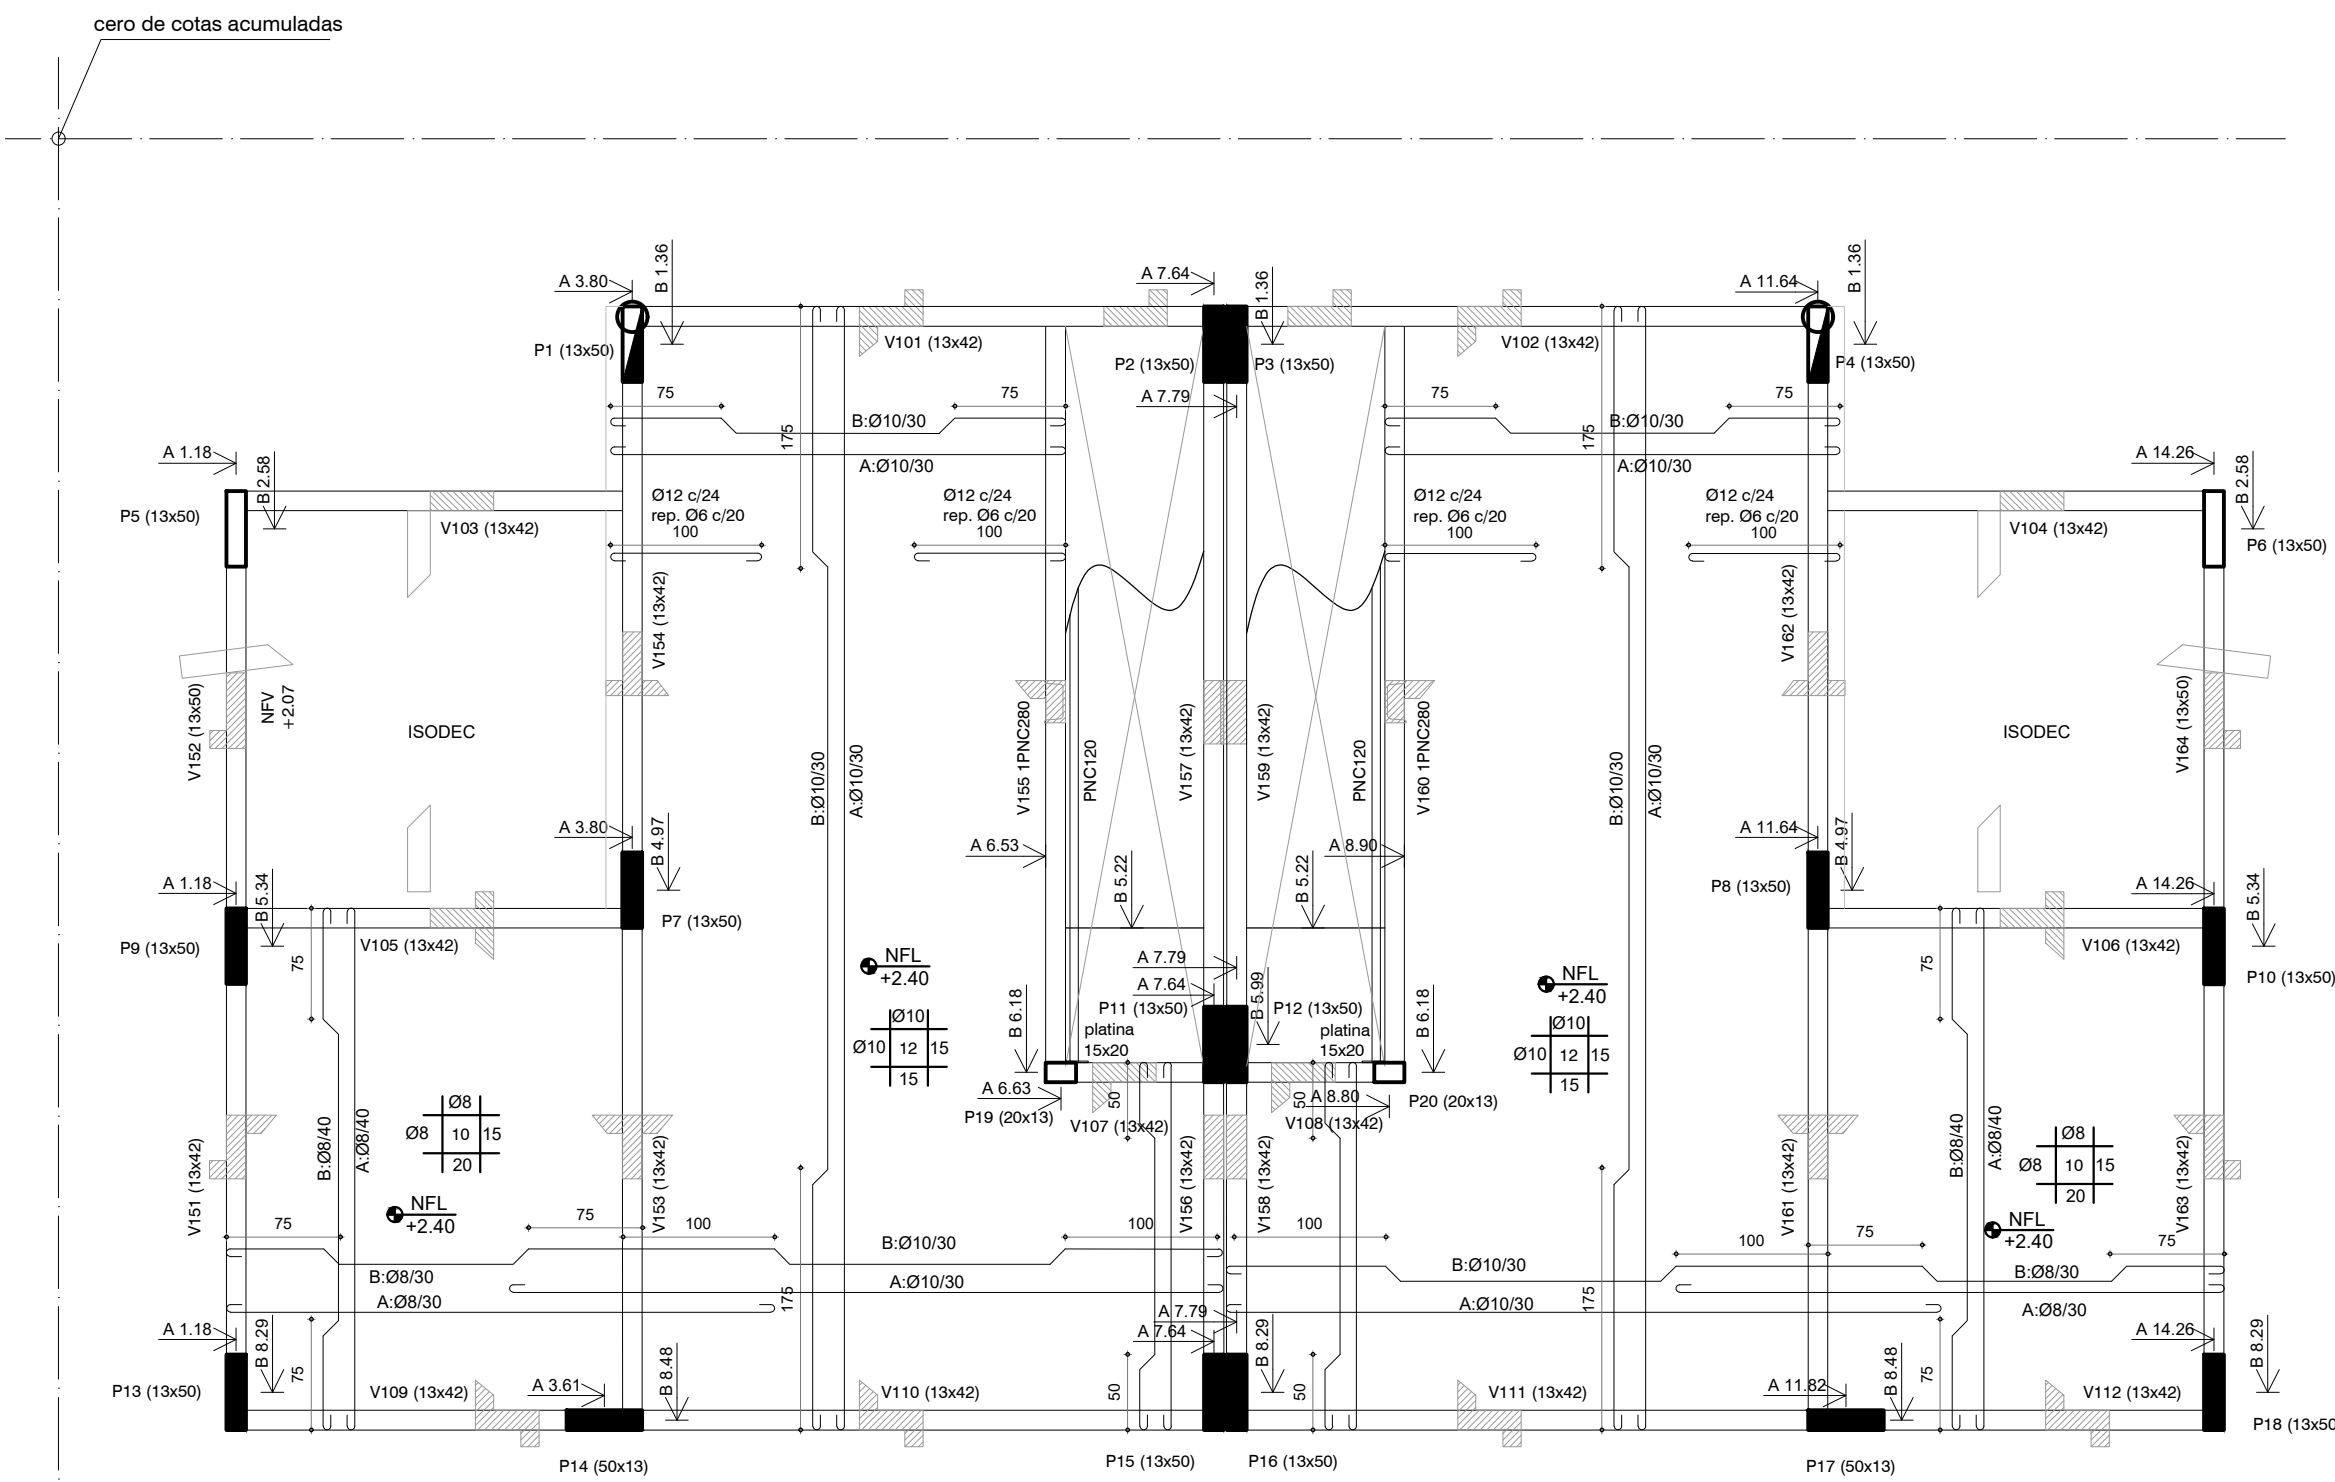 cero de cotas acumuladas
A 3.80
B 1.36
A 7.64
B 1.36
A 11.64
B 1.36
P1 (13x50)
V101 (13x42)
P2 (13x50)
P3 (13x50)
V102 (13x42)
P4 (13x50)
75
75
A 7.79
75
75
B:Ø10/30
175
A:Ø10/30
B:Ø10/30
175
A:Ø10/30
A 1.18
B 2.58
A 14.26
B 2.58
P5 (13x50)
V103 (13x42)
Ø12 c/24
rep. Ø6 c/20
100
Ø12 c/24
rep. Ø6 c/20
100
Ø12 c/24
rep. Ø6 c/20
100
Ø12 c/24
rep. Ø6 c/20
100
V104 (13x42)
P6 (13x50)
V154 (13x42)
V162 (13x42)
V152 (13x50)
NFV
+2.07
ISODEC
B:Ø10/30
A:Ø10/30
V155 1PNC280
PNC120
V157 (13x42)
V159 (13x42)
PNC120
V160 1PNC280
B:Ø10/30
A:Ø10/30
ISODEC
V164 (13x50)
A 3.80
B 4.97
A 6.53
B 5.22
B 5.22
A 8.90
A 11.64
B 4.97
A 1.18
B 5.34
P7 (13x50)
P8 (13x50)
A 14.26
B 5.34
P9 (13x50)
V105 (13x42)
75
V106 (13x42)
75
P10 (13x50)
NFL
+2.40
A 7.79
A 7.64
B 5.99
P11 (13x50)
P12 (13x50)
NFL
+2.40
platina
15x20
platina
15x20
B 6.18
B 6.18
Ø10
Ø10 12 15
15
Ø10
Ø10 12 15
15
A 6.63
P19 (20x13)
50
V107 (13x42)
50
A 8.80
V108 (13x42)
P20 (20x13)
V151 (13x42)
B:Ø8/40
A:Ø8/40
Ø8
Ø8 10 15
20
V153 (13x42)
V156 (13x42)
V158 (13x42)
V161 (13x42)
B:Ø8/40
A:Ø8/40
Ø8
Ø8 10 15
20
V163 (13x42)
NFL
+2.40
NFL
+2.40
75
75
100
100
100
100
75
75
B:Ø10/30
B:Ø10/30
B:Ø8/30
A:Ø8/30
A:Ø10/30
175
A:Ø10/30
175
B:Ø8/30
A:Ø8/30
A 1.18
B 8.29
A 7.79
A 7.64
B 8.29
A 14.26
B 8.29
P13 (13x50)
75
V109 (13x42)
A 3.61
B 8.48
V110 (13x42)
50
50
V111 (13x42)
A 11.82
B 8.48
75
V112 (13x42)
P18 (13x50
P14 (50x13)
P15 (13x50)
P16 (13x50)
P17 (50x13)